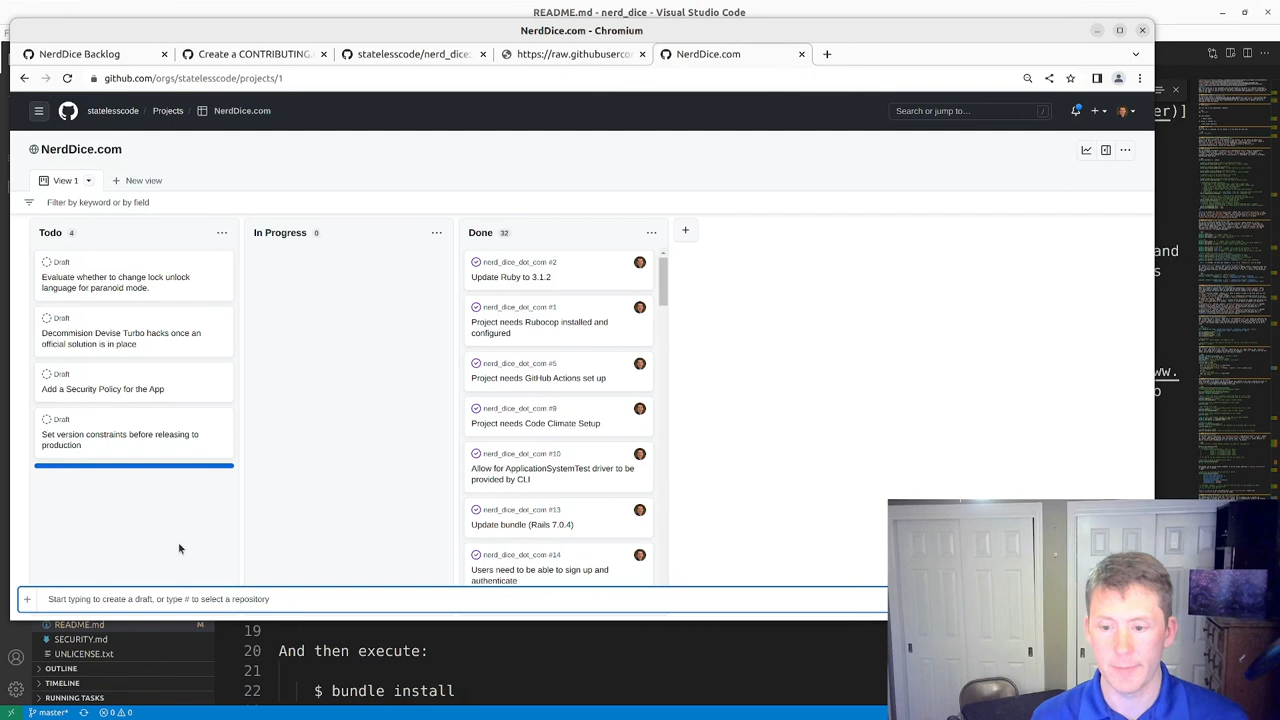 README.md - nerd_dice - Visual Studio Code
NerdDice.com - Chromium
NerdDice Backlog
Create a CONTRIBUTING.
statelesscode/nerd_dice:
https://raw.githubuserco
NerdDice.com
github.com/orgs/statelesscode/projects/1
statelesscode Projects NerdDice.com
Search or jump to... /
er)]
NerdDice.com
View 1 New view
Filter by keyword or by field
Todo 4
In Progress 0
Done 32
Draft
Evaluate whether to change lock unlock
language for paranoid mode.
Draft
Decommision Devise Turbo hacks once an
official solution is in place
Draft
Add a Security Policy for the App
Draft
Set version constraints before releasing to
production
nerd_dice_dot_com #2
Update Ruby to 3.1.2
nerd_dice_dot_com #1
Project needs Rubocop installed and
configured
nerd_dice_dot_com #5
Project needs GitHub Actions set up
nerd_dice_dot_com #9
Projects needs Code Climate Setup
nerd_dice_dot_com #10
Allow for ApplicationSystemTest driver to be
provided by CLI
nerd_dice_dot_com #13
Update bundle (Rails 7.0.4)
nerd_dice_dot_com #14
Users need to be able to sign up and
authenticate
and
s
ww.
p
Start typing to create a draft, or type # to select a repository
README.md M
SECURITY.md
UNLICENSE.txt
OUTLINE
TIMELINE
RUNNING TASKS
master* 0 0
19
20 And then execute:
21
22 $ bundle install